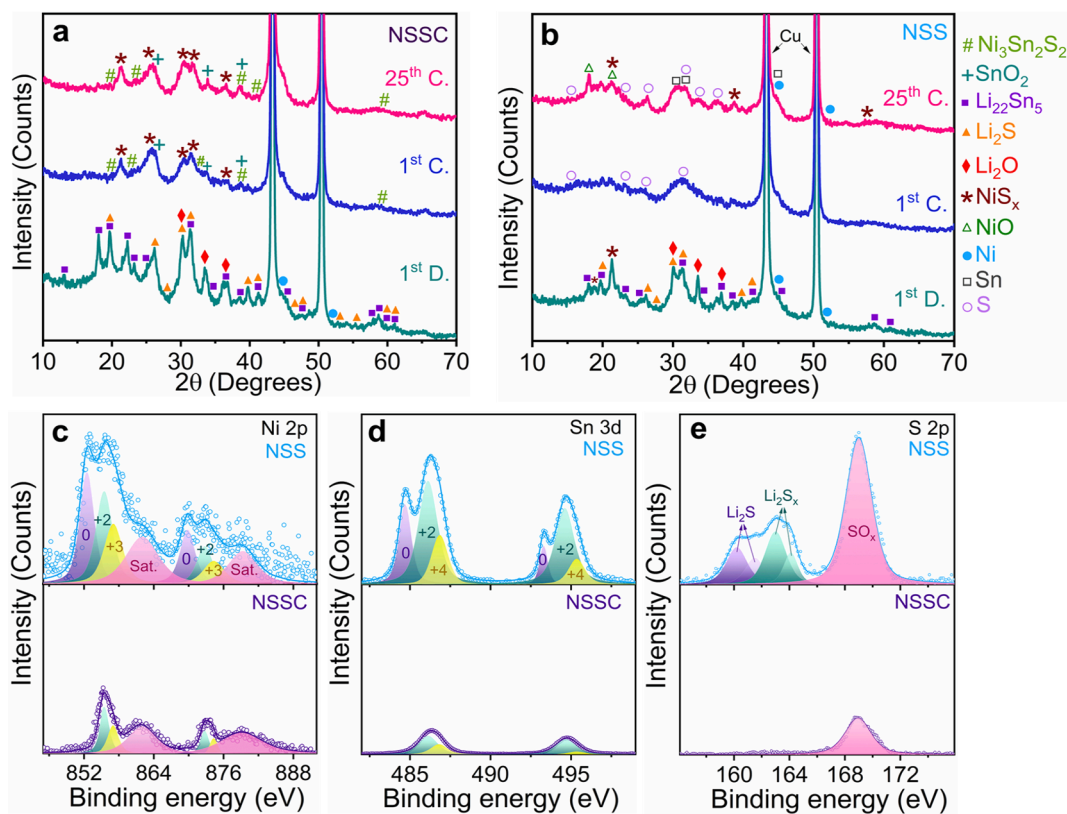 a
NSSC
# * # * + * * + * + # # #
25th C.
# * # * + * * # + * + # #
1st C.
1st D.
Intensity (Counts)
10 20 30 40 50 60 70
2θ (Degrees)
b
NSS
Cu
*
25th C.
* *
1st C.
* *
1st D.
Intensity (Counts)
10 20 30 40 50 60 70
2θ (Degrees)
# Ni3Sn2S2
+ SnO2
Li22Sn5
Li2S
Li2O
* NiSx
NiO
Ni
Sn
S
c
Ni 2p
NSS
0 +2 +3 Sat. 0 +2 +3 Sat.
NSSC
Intensity (Counts)
852 864 876 888
Binding energy (eV)
d
Sn 3d
NSS
0 +2 +4 0 +2 +4
NSSC
Intensity (Counts)
485 490 495
Binding energy (eV)
e
S 2p
NSS
Li2S
Li2Sx
SOx
NSSC
Intensity (Counts)
160 164 168 172
Binding energy (eV)